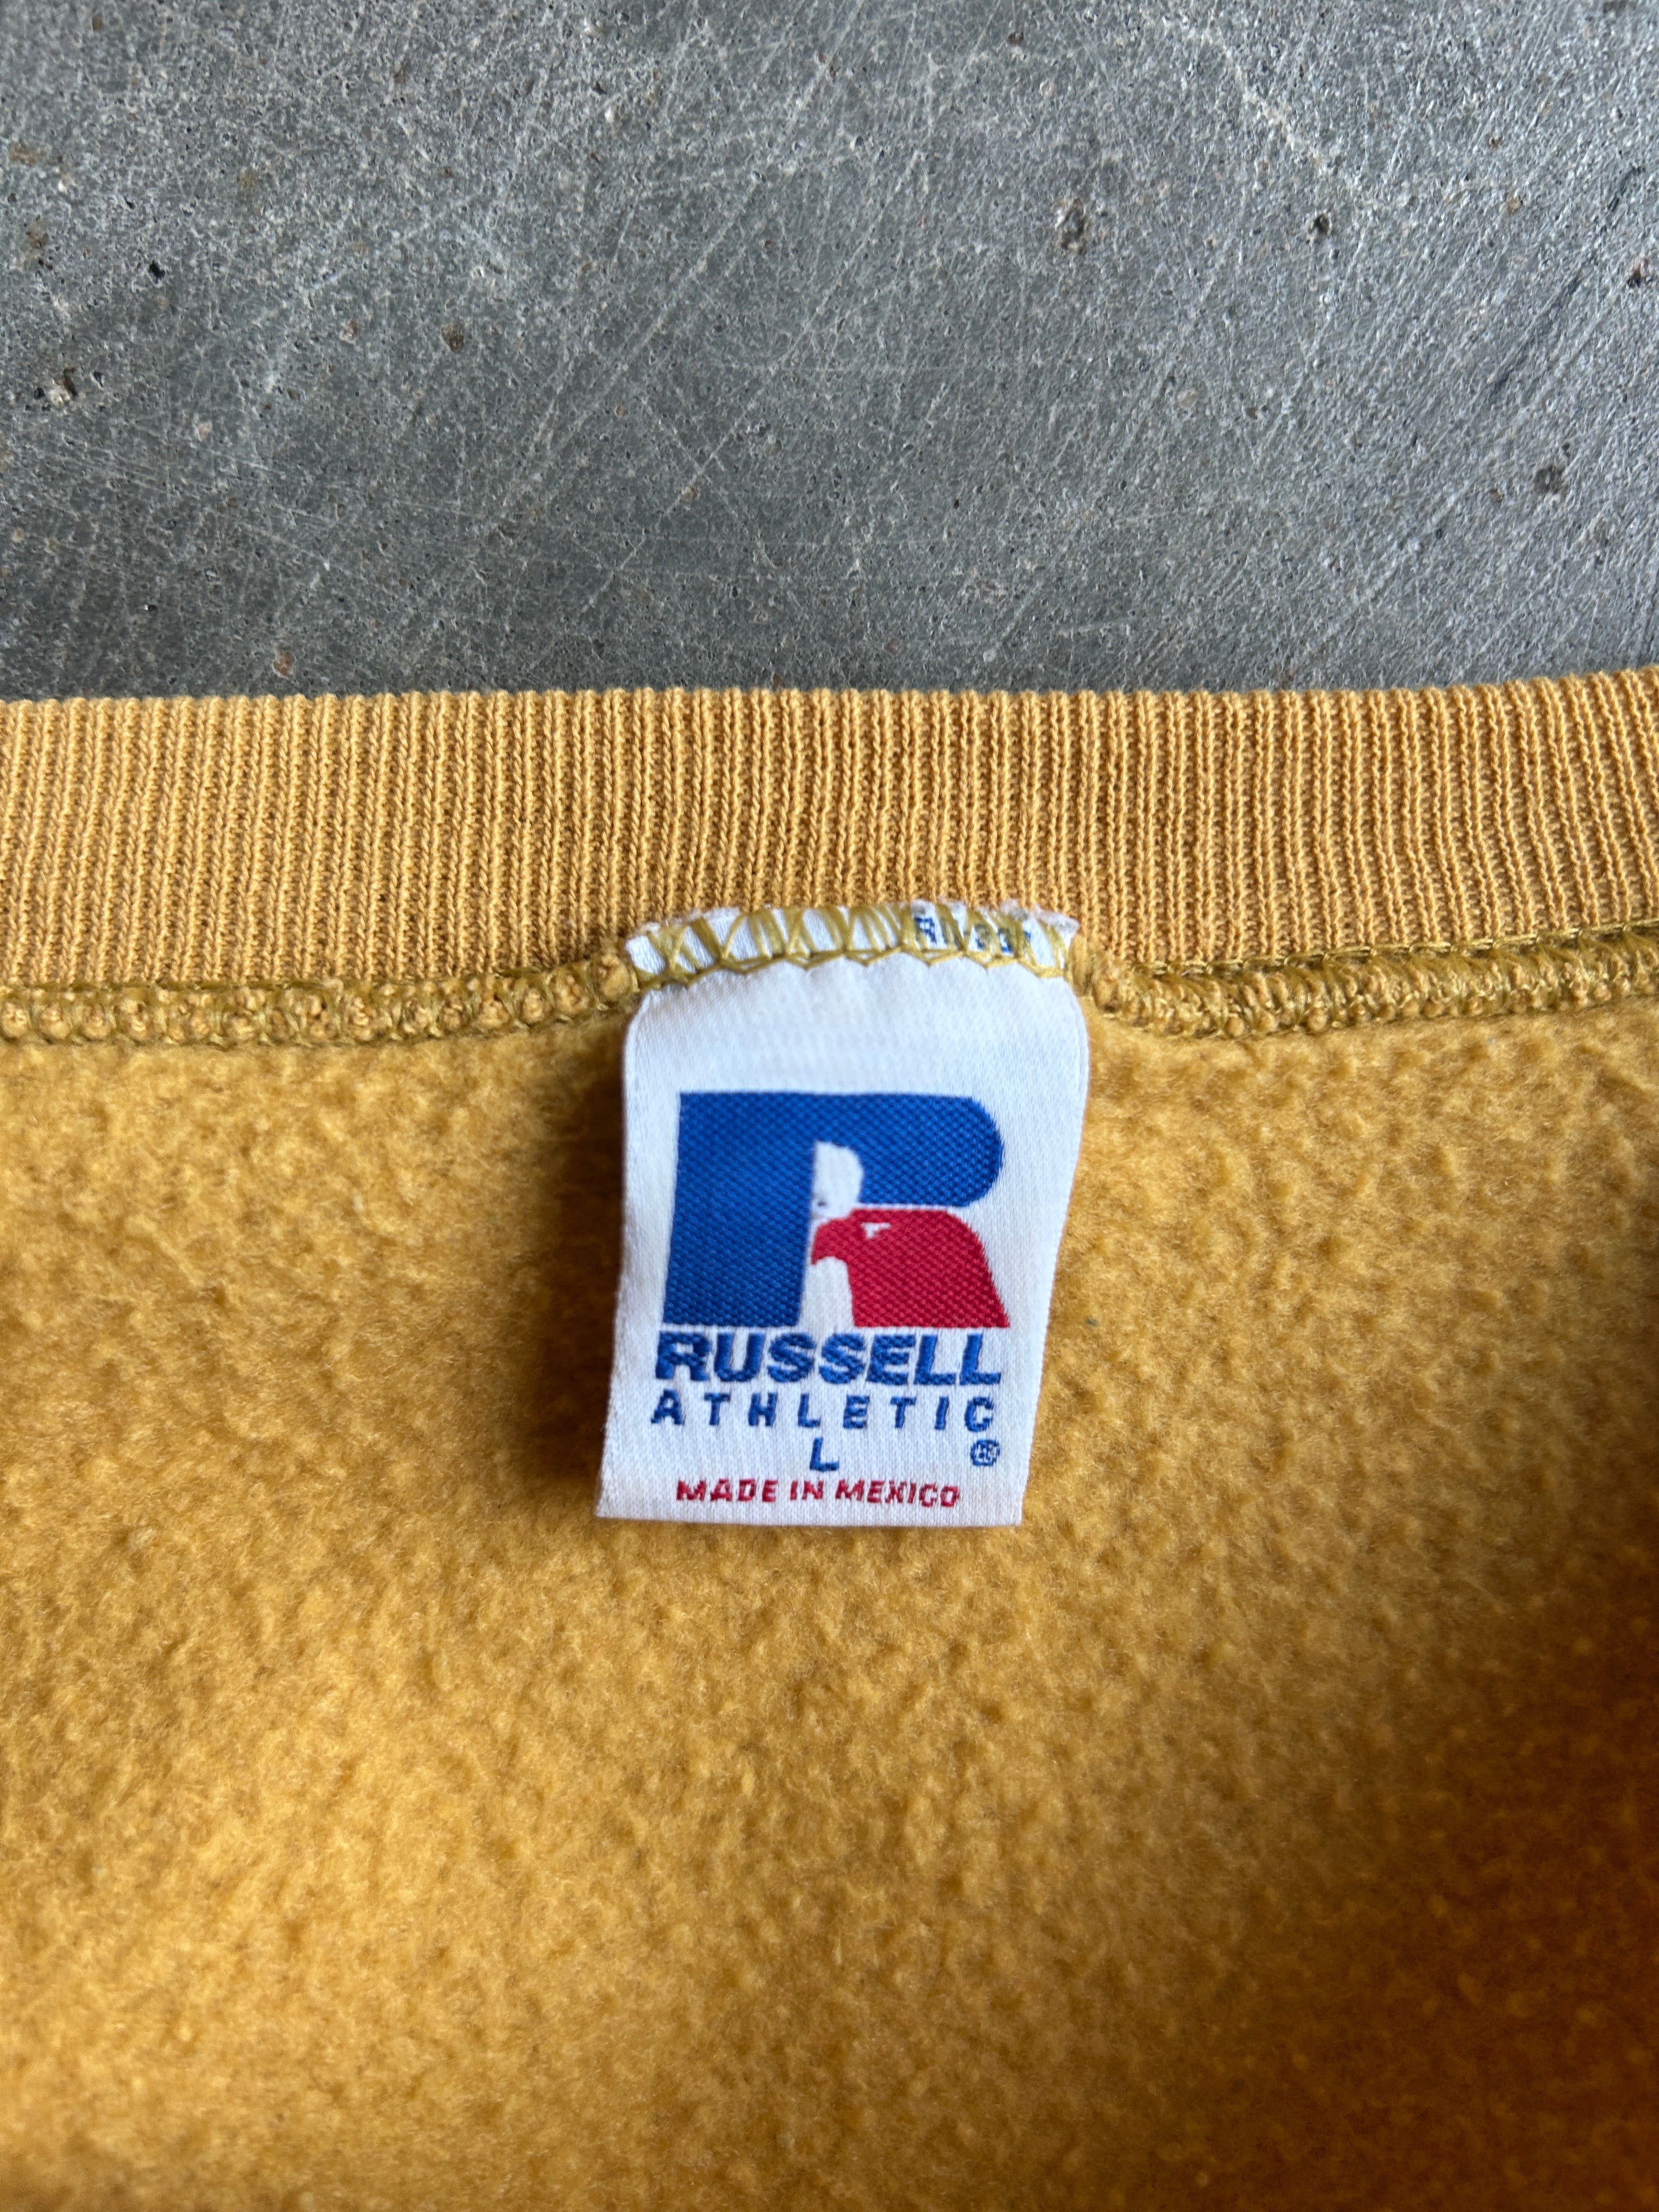 RUSSELL
ATHLETIC
L ®
MADE IN MEXICO